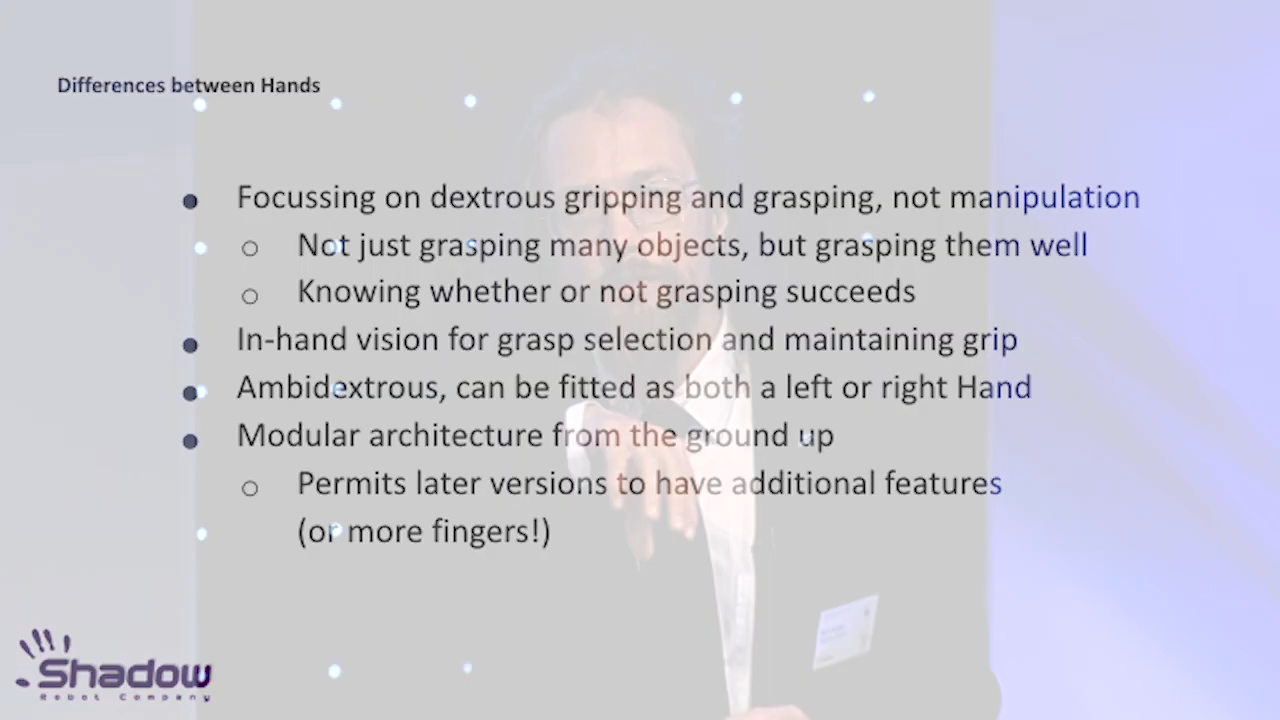 Differences between Hands
● Focussing on dextrous gripping and grasping, not manipulation
○ Not just grasping many objects, but grasping them well
○ Knowing whether or not grasping succeeds
● In-hand vision for grasp selection and maintaining grip
● Ambidextrous, can be fitted as both a left or right Hand
● Modular architecture from the ground up
○ Permits later versions to have additional features
(or more fingers!)
Shadow
Robot Company